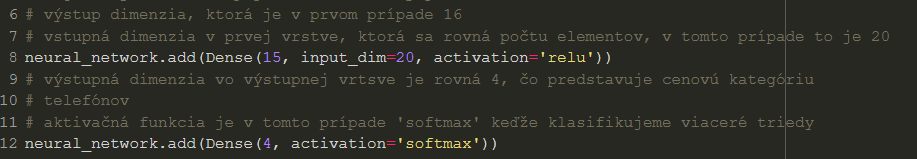 6 # výstup dimenzia, ktorá je v prvom prípade 16
7 # vstupná dimenzia v prvej vrstve, ktorá sa rovná počtu elementov, v tomto prípade to je 20
8 neural_network.add(Dense(15, input_dim=20, activation='relu'))
9 # výstupná dimenzia vo výstupnej vrtsve je rovná 4, čo predstavuje cenovú kategóriu
10 # telefónov
11 # aktivačná funkcia je v tomto prípade 'softmax' keďže klasifikujeme viaceré triedy
12 neural_network.add(Dense(4, activation='softmax'))